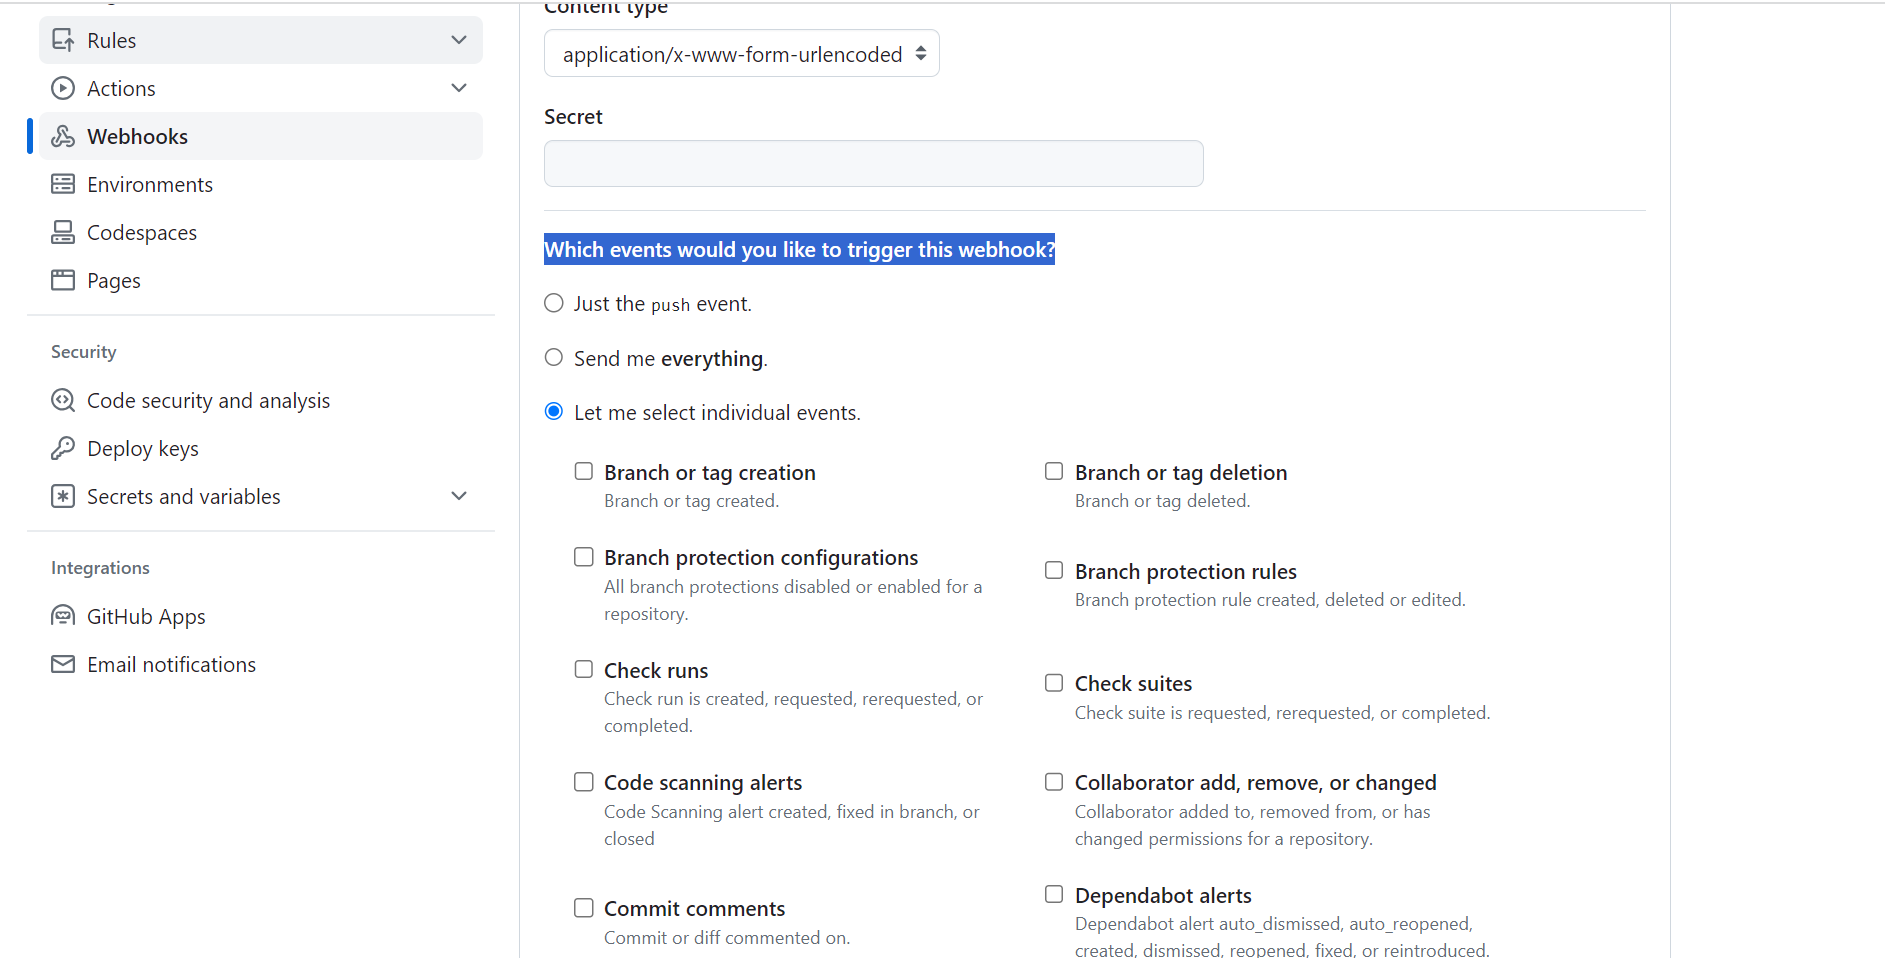 Rules
Actions
Webhooks
Environments
Codespaces
Pages
Security
Code security and analysis
Deploy keys
Secrets and variables
Integrations
GitHub Apps
Email notifications
Content type
application/x-www-form-urlencoded
Secret
Which events would you like to trigger this webhook?
Just the push event.
Send me everything.
Let me select individual events.
Branch or tag creation
Branch or tag created.
Branch or tag deletion
Branch or tag deleted.
Branch protection configurations
All branch protections disabled or enabled for a
repository.
Branch protection rules
Branch protection rule created, deleted or edited.
Check runs
Check run is created, requested, rerequested, or
completed.
Check suites
Check suite is requested, rerequested, or completed.
Code scanning alerts
Code Scanning alert created, fixed in branch, or
closed
Collaborator add, remove, or changed
Collaborator added to, removed from, or has
changed permissions for a repository.
Commit comments
Commit or diff commented on.
Dependabot alerts
Dependabot alert auto_dismissed, auto_reopened,
created, dismissed, reopened, fixed, or reintroduced.